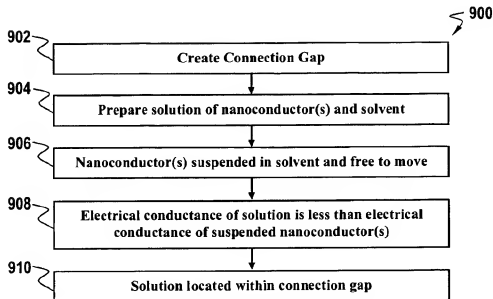 900
902
Create Connection Gap
904
Prepare solution of nanoconductor(s) and solvent
906
Nanoconductor(s) suspended in solvent and free to move
908
Electrical conductance of solution is less than electrical
conductance of suspended nanoconductor(s)
910
Solution located within connection gap